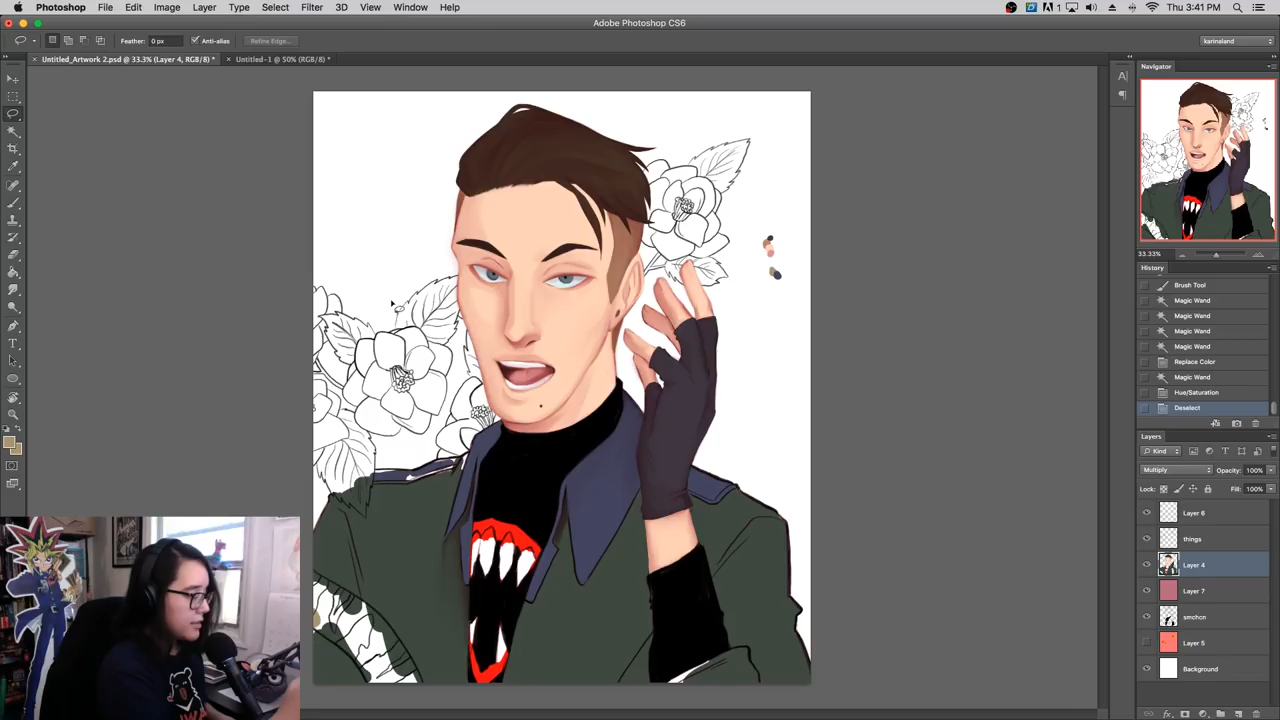 Photoshop File Edit Image Layer Type Select Filter 3D View Window Help
1 Thu 3:41 PM
Adobe Photoshop CS6
Feather: 0 px Anti-alias Refine Edge... karinaland
Untitled_Artwork 2.psd @ 33.3% (Layer 4, RGB/8) * Untitled-1 @ 50% (RGB/8) *
Navigator
33.33%
History
Brush Tool
Magic Wand
Magic Wand
Magic Wand
Magic Wand
Replace Color
Magic Wand
Hue/Saturation
Deselect
Layers
Kind
Multiply Opacity: 100%
Lock: Fill: 100%
Layer 6
things
Layer 4
Layer 7
smchcn
Layer 5
Background